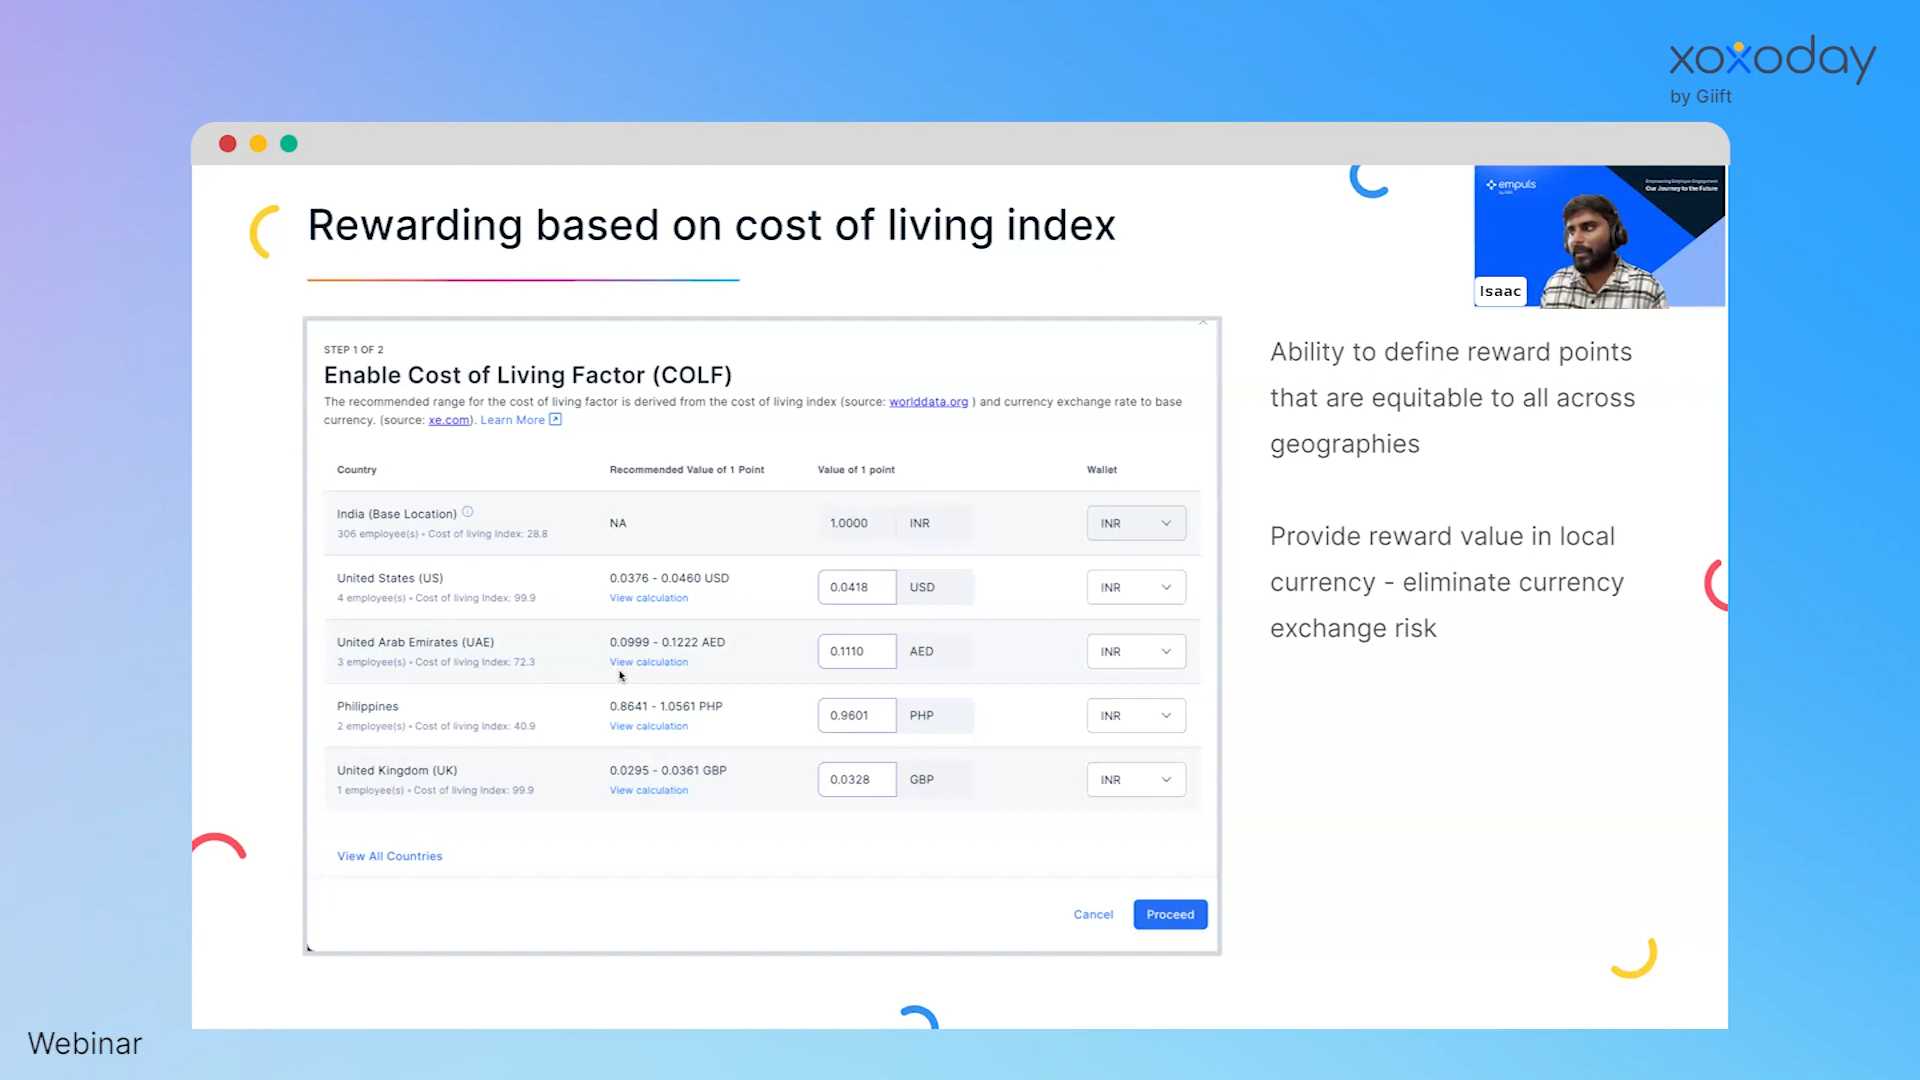 xoxoday
by Giift
empuls
Our Journey to the Future
Isaac
Rewarding based on cost of living index
STEP 1 OF 2
Enable Cost of Living Factor (COLF)
The recommended range for the cost of living factor is derived from the cost of living index (source: worlddata.org ) and currency exchange rate to base
currency. (source: xe.com). Learn More
Country Recommended Value of 1 Point Value of 1 point Wallet
India (Base Location)
306 employee(s) • Cost of living Index: 28.8
NA 1.0000 INR INR
United States (US)
4 employee(s) • Cost of living Index: 99.9
0.0376 - 0.0460 USD
View calculation
0.0418 USD INR
United Arab Emirates (UAE)
3 employee(s) • Cost of living Index: 72.3
0.0999 - 0.1222 AED
View calculation
0.1110 AED INR
Philippines
2 employee(s) • Cost of living Index: 40.9
0.8641 - 1.0561 PHP
View calculation
0.9601 PHP INR
United Kingdom (UK)
1 employee(s) • Cost of living Index: 99.9
0.0295 - 0.0361 GBP
View calculation
0.0328 GBP INR
View All Countries
Cancel Proceed
Ability to define reward points
that are equitable to all across
geographies
Provide reward value in local
currency - eliminate currency
exchange risk
Webinar